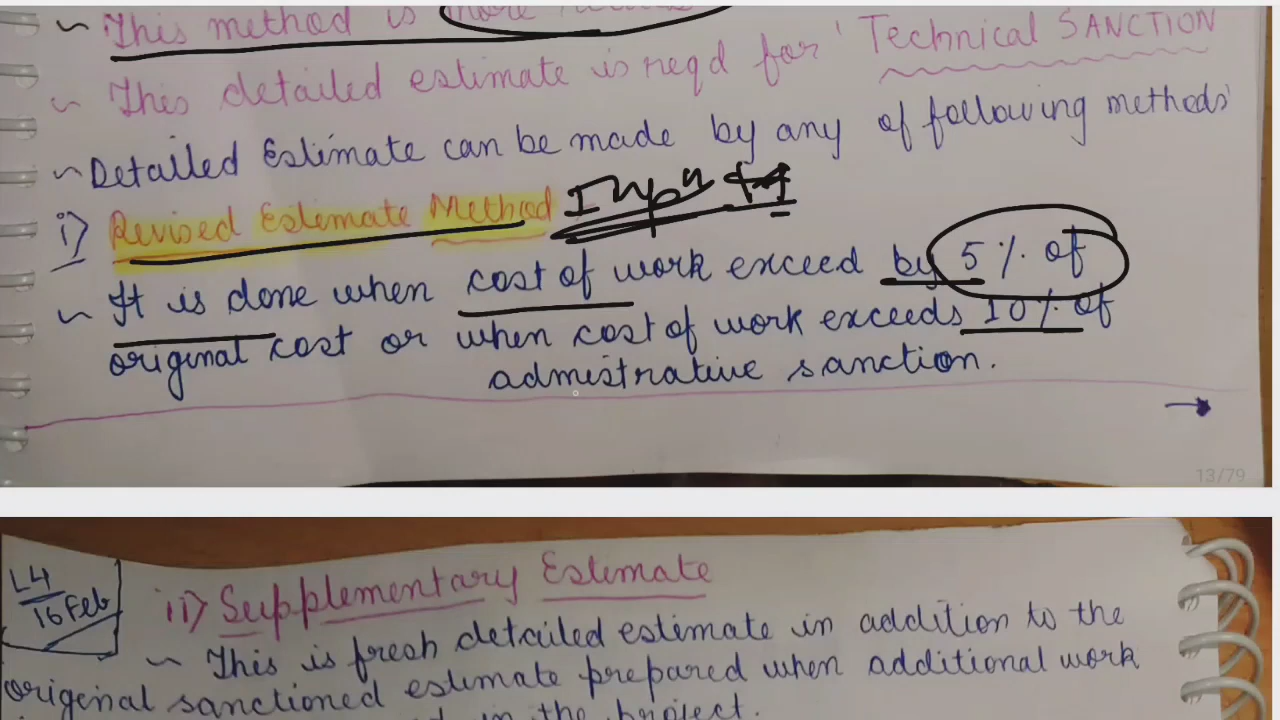 ~ This method is more
~ This detailed estimate is reqd for 'Technical SANCTION
~ Detailed Estimate can be made by any of following methods
i) Revised Estimate Method Impn
~ It is done when cost of work exceed by 5% of
original cost or when cost of work exceeds 10% of
admistrative sanction.
13/79
L4
16 Feb
ii) Supplementary Estimate
~ This is fresh detailed estimate in addition to the
origenal sanctioned estimate prepared when additional work
in the project.